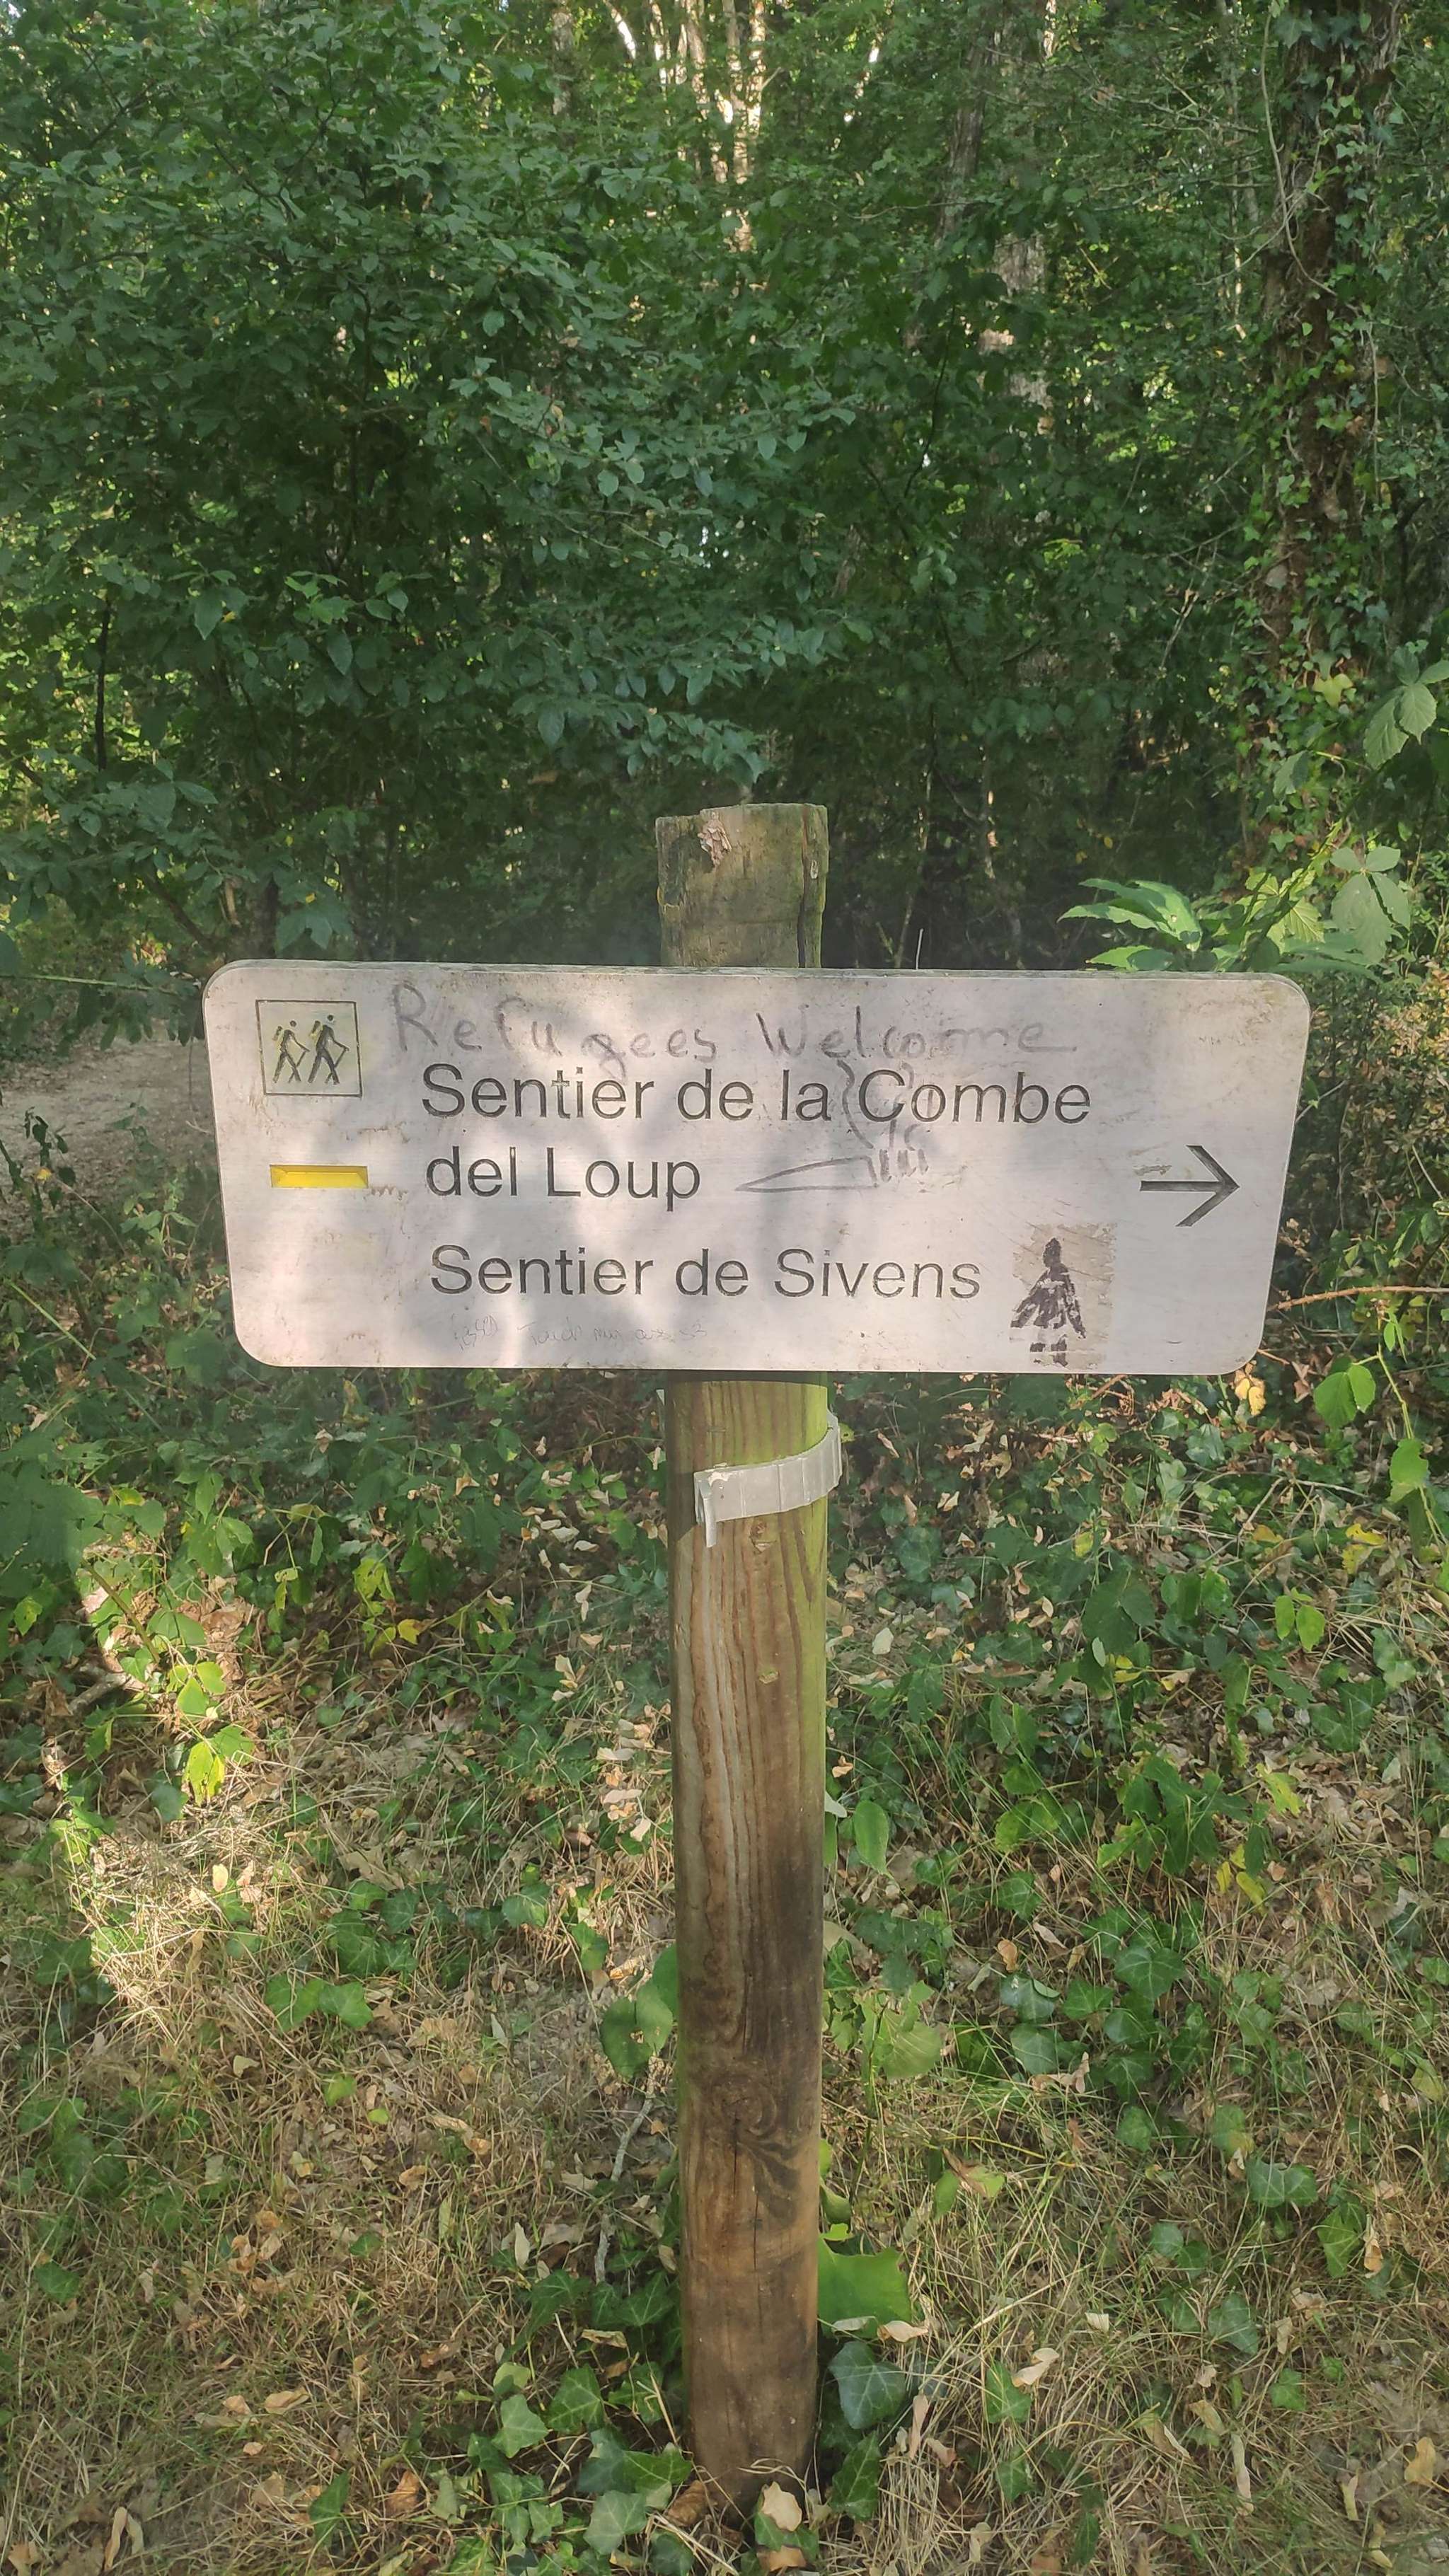 Refugees Welcome
Sentier de la Combe
del Loup
Sentier de Sivens